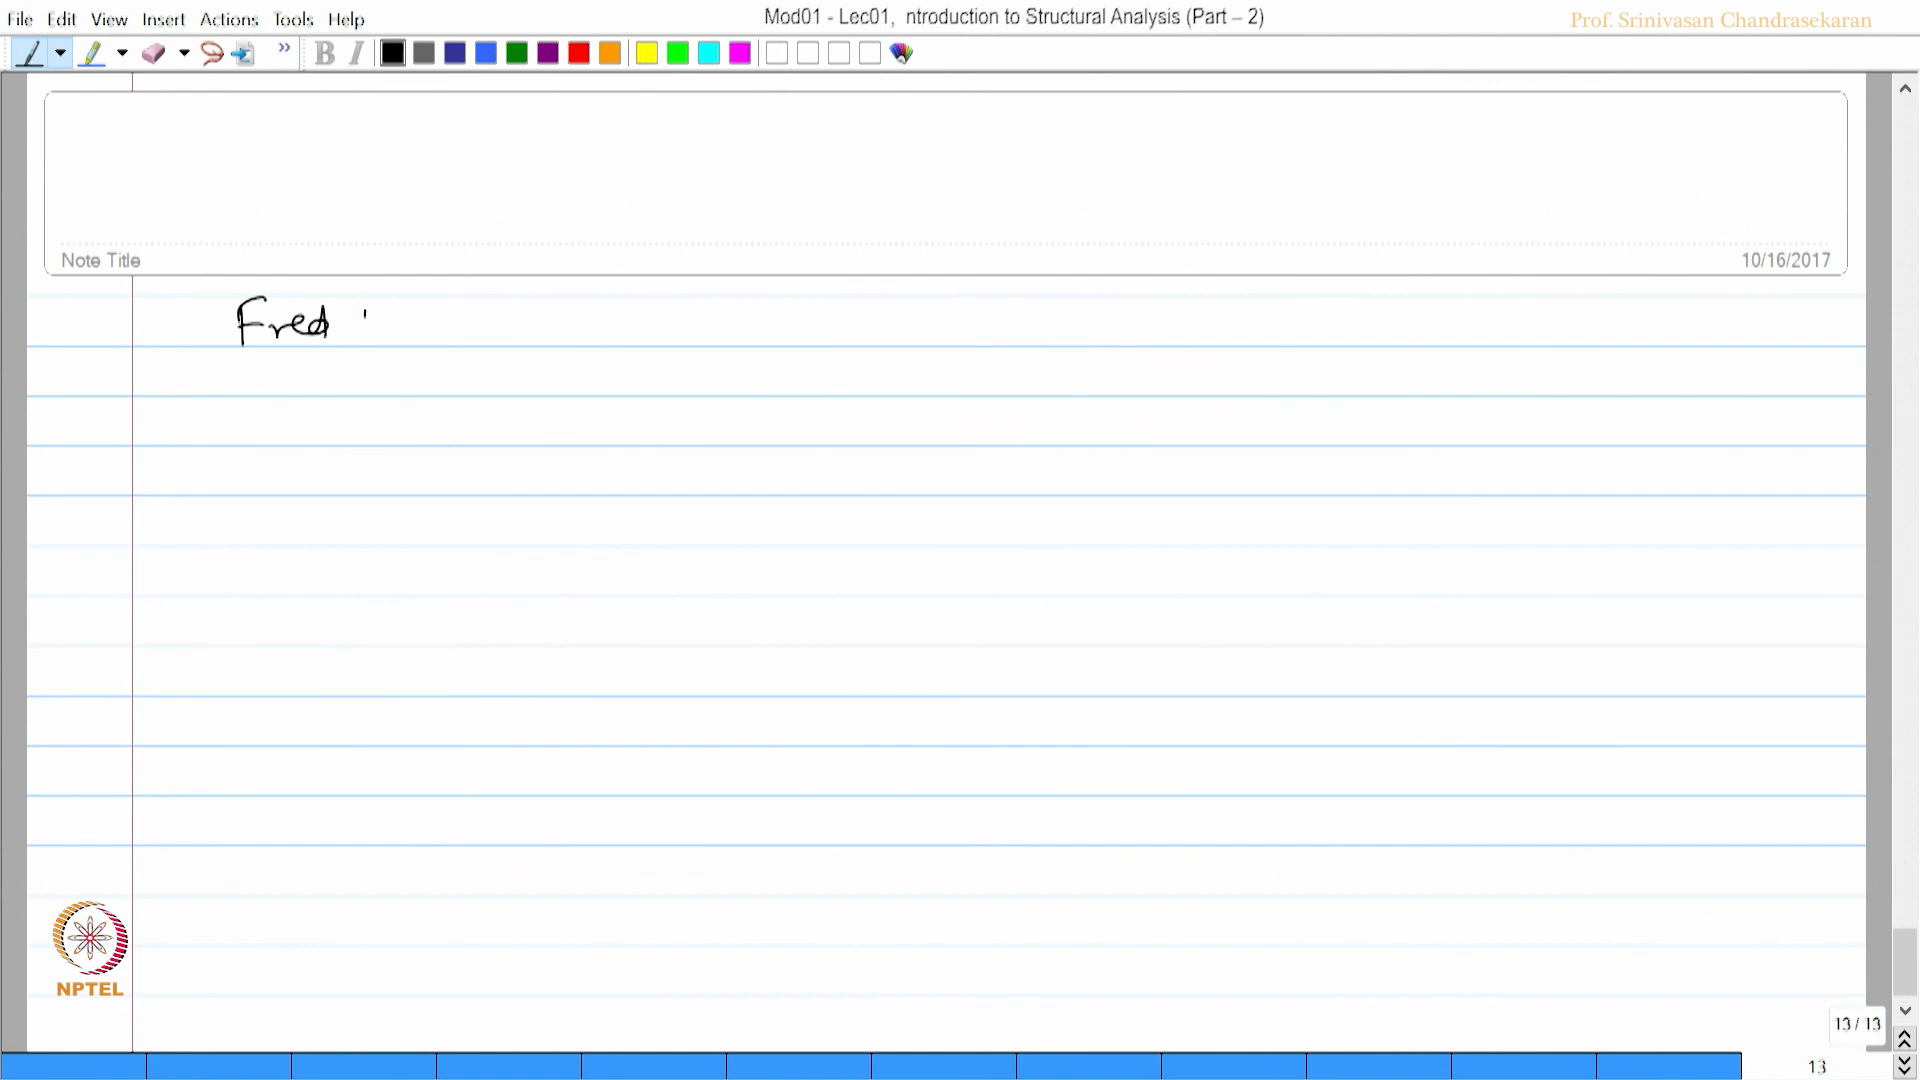 File Edit View Insert Actions Tools Help
Mod01 - Lec01, ntroduction to Structural Analysis (Part – 2)
Prof. Srinivasan Chandrasekaran
B I
Note Title
10/16/2017
Fred '
NPTEL
13 / 13
13